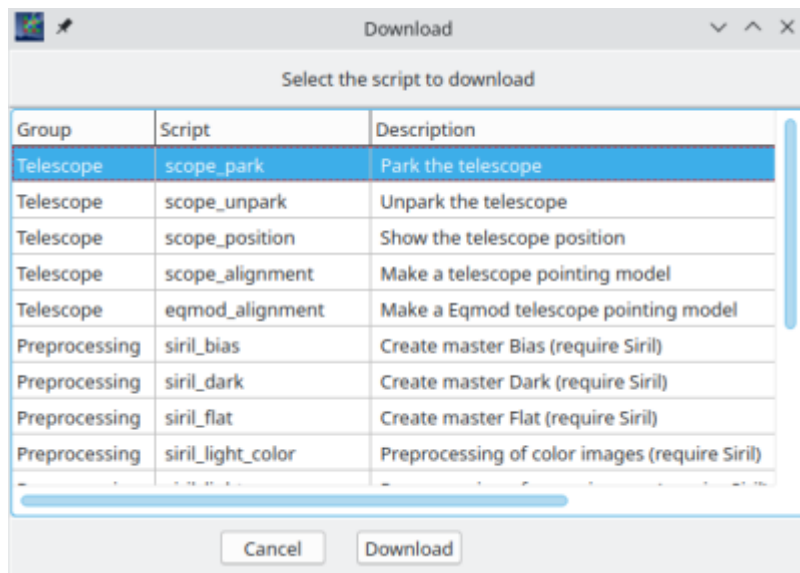 Download
Select the script to download
Group Script Description
Telescope scope_park Park the telescope
Telescope scope_unpark Unpark the telescope
Telescope scope_position Show the telescope position
Telescope scope_alignment Make a telescope pointing model
Telescope eqmod_alignment Make a Eqmod telescope pointing model
Preprocessing siril_bias Create master Bias (require Siril)
Preprocessing siril_dark Create master Dark (require Siril)
Preprocessing siril_flat Create master Flat (require Siril)
Preprocessing siril_light_color Preprocessing of color images (require Siril)
Cancel Download